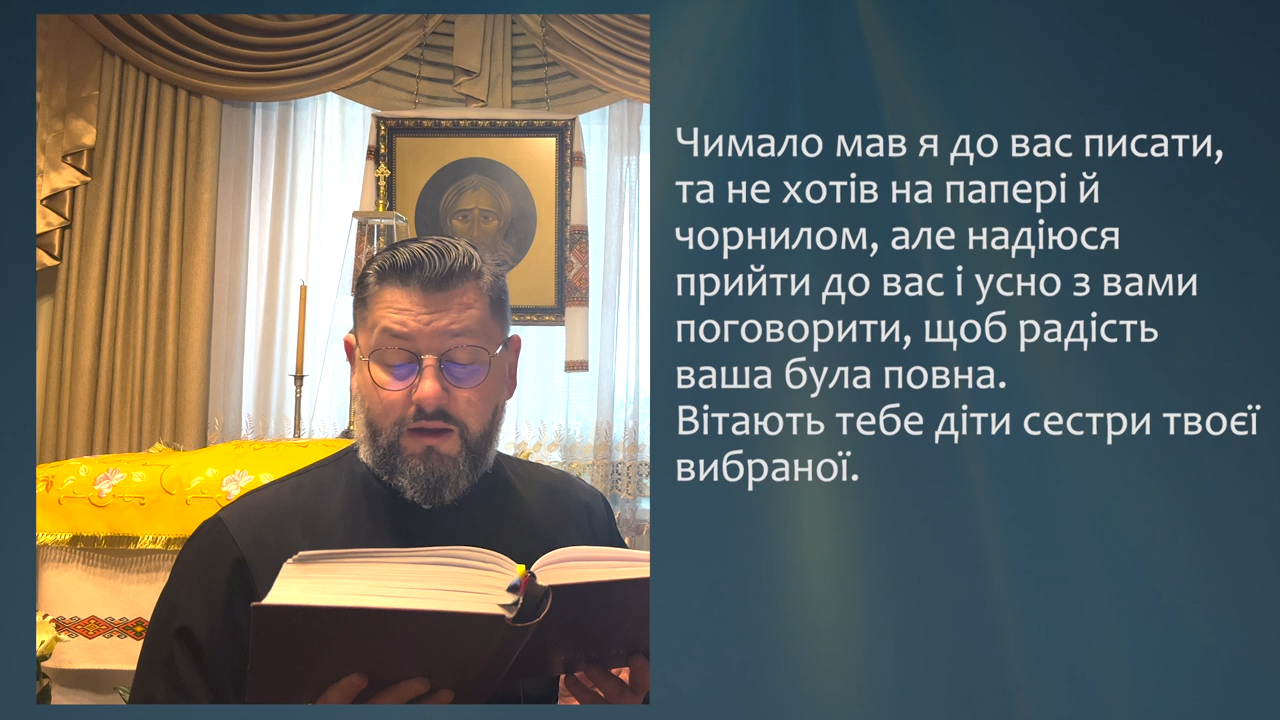 Чимало мав я до вас писати,
та не хотів на папері й
чорнилом, але надіюся
прийти до вас і усно з вами
поговорити, щоб радість
ваша була повна.
Вітають тебе діти сестри твоєї
вибраної.